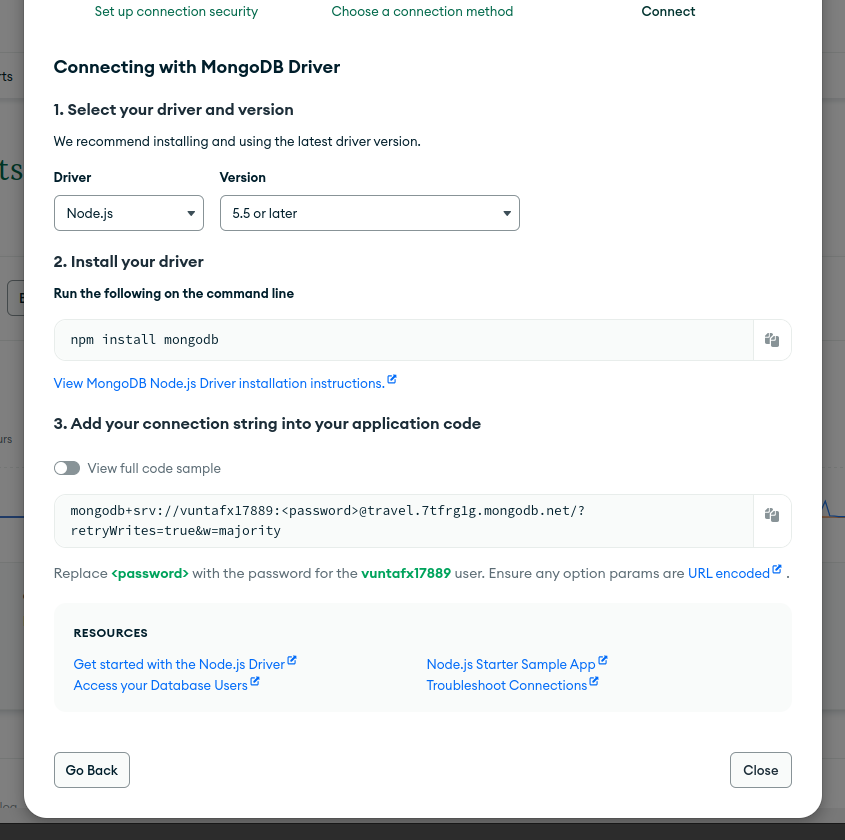 Set up connection security
Choose a connection method
Connect
Connecting with MongoDB Driver
1. Select your driver and version
We recommend installing and using the latest driver version.
Driver
Version
Node.js
5.5 or later
2. Install your driver
Run the following on the command line
npm install mongodb
View MongoDB Node.js Driver installation instructions.
3. Add your connection string into your application code
View full code sample
mongodb+srv://vuntafx17889:<password>@travel.7tfrg1g.mongodb.net/?
retryWrites=true&w=majority
Replace <password> with the password for the vuntafx17889 user. Ensure any option params are URL encoded .
RESOURCES
Get started with the Node.js Driver
Node.js Starter Sample App
Access your Database Users
Troubleshoot Connections
Go Back
Close